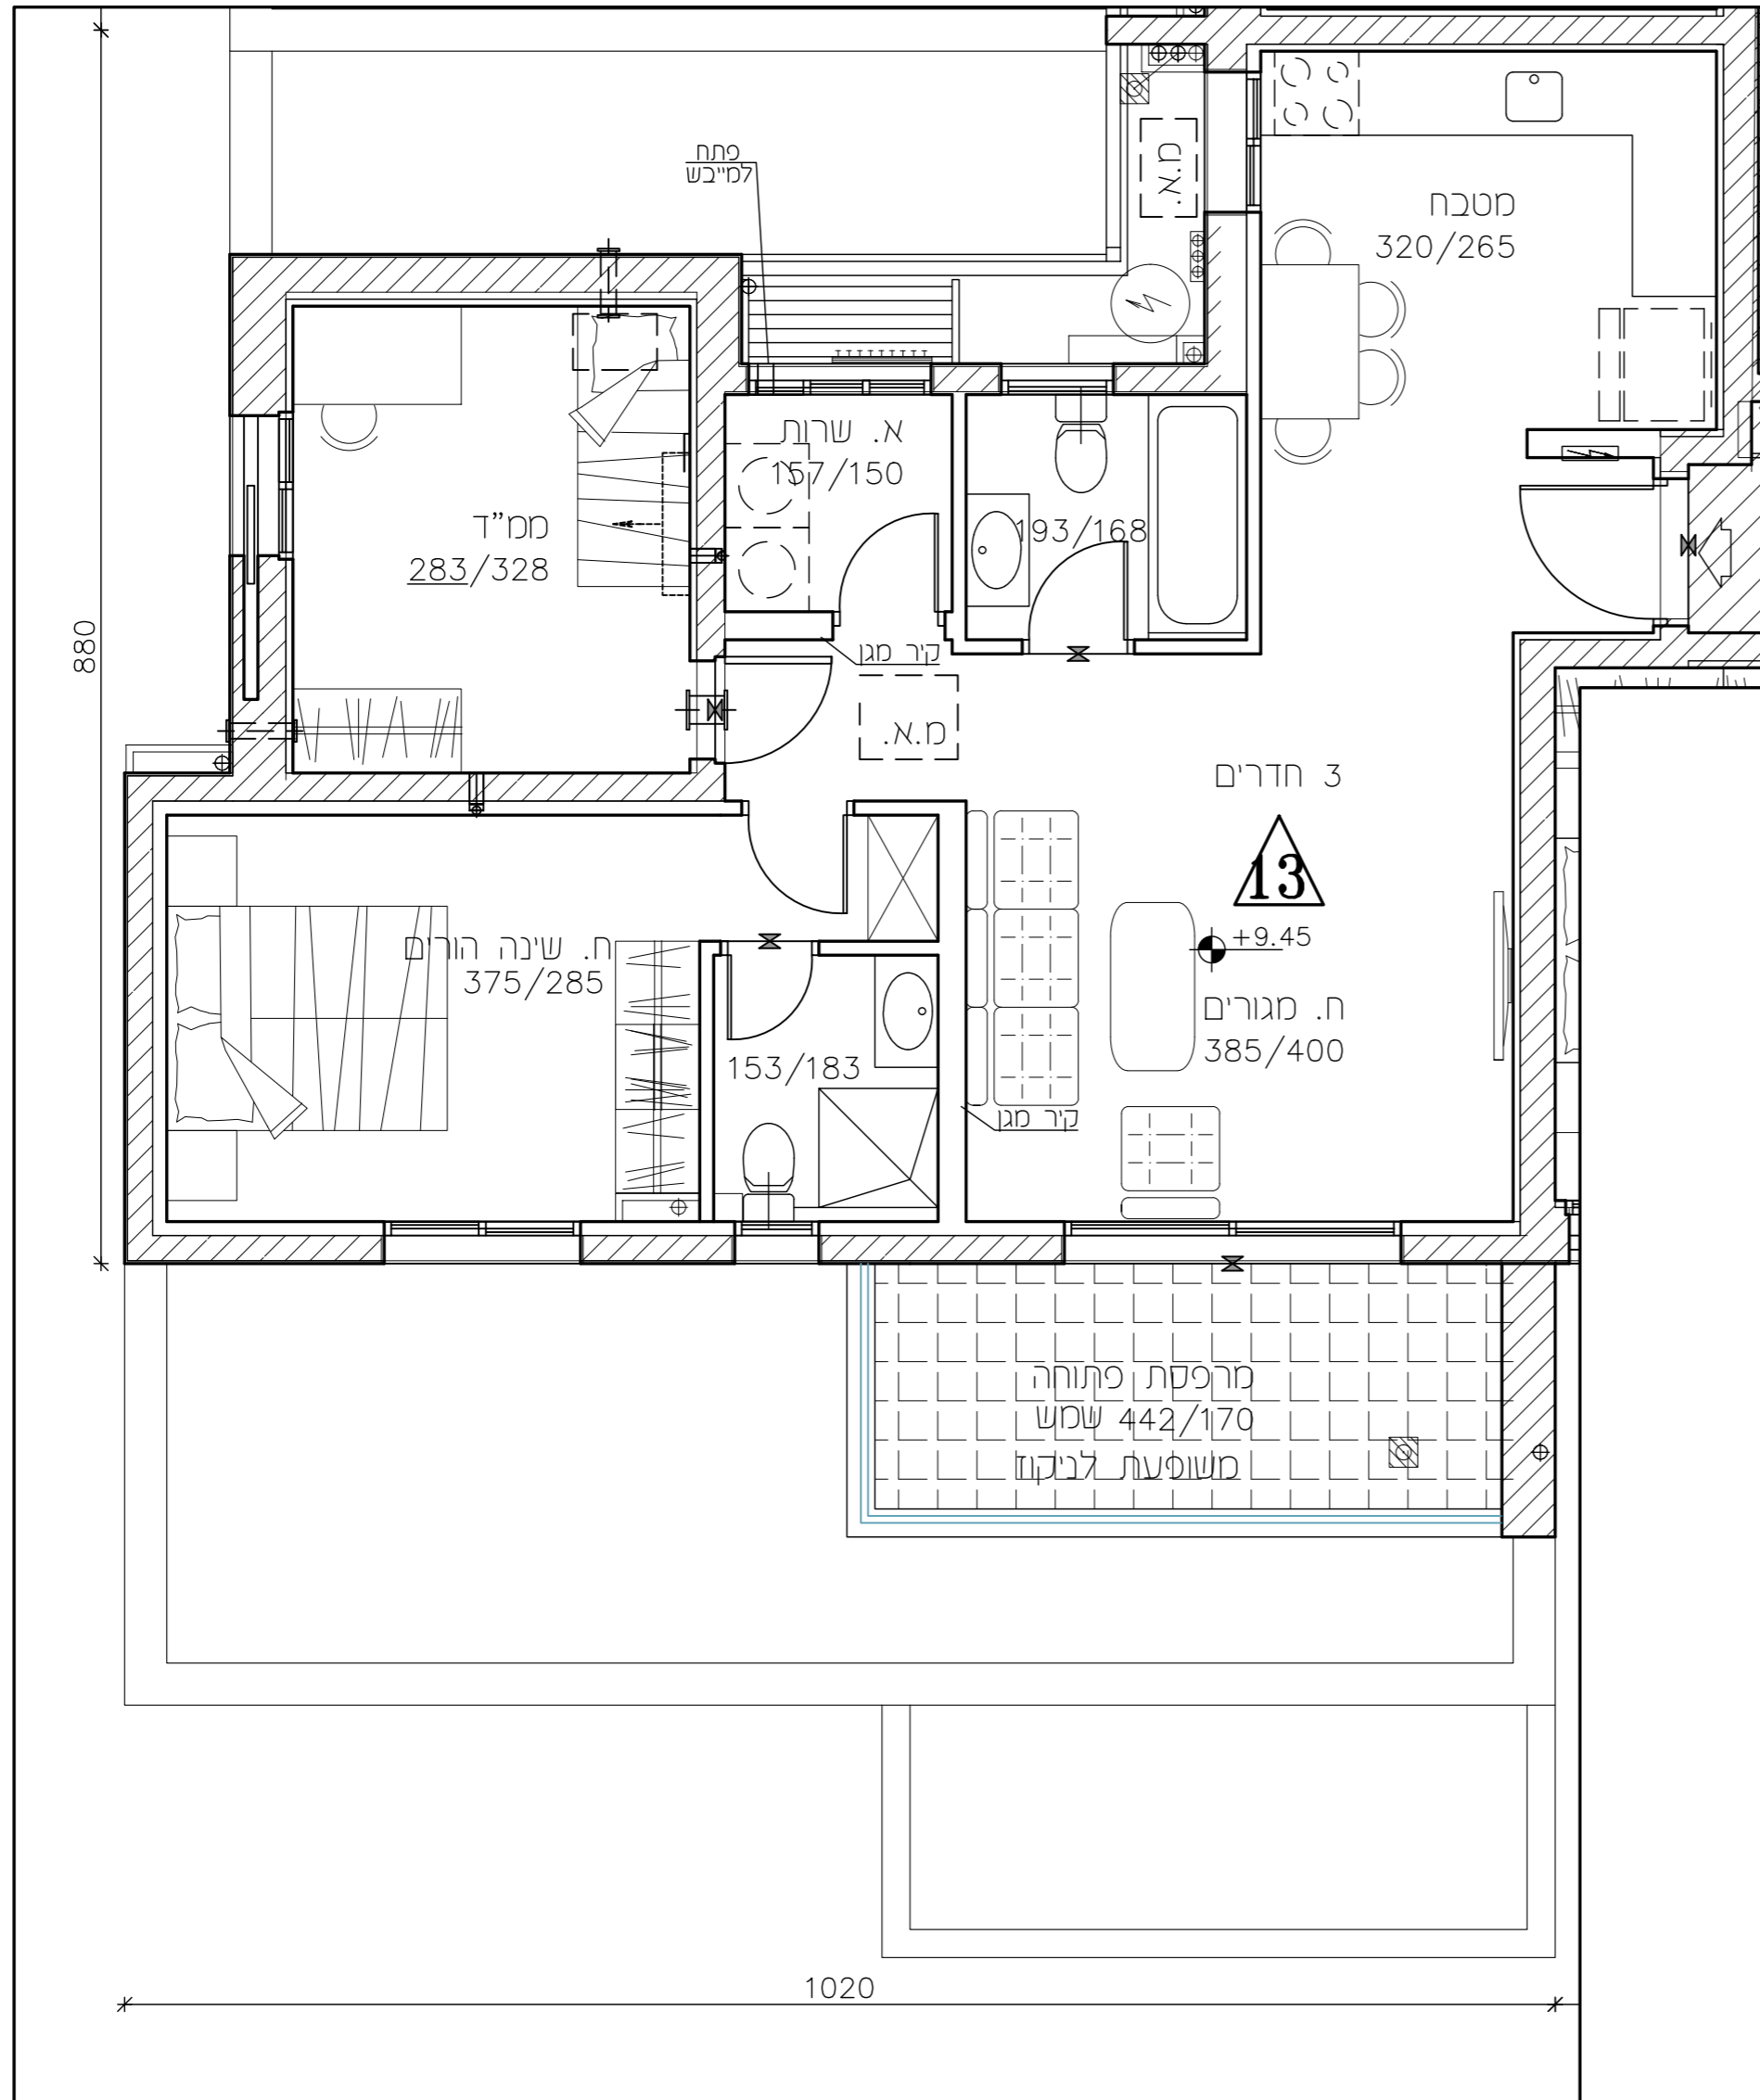 פתח
למייבש
מ.א.
מטבח
320/265
א. שרות
157/150
193/168
ממ"ד
283/328
קיר מגן
מ.א.
880
3 חדרים
13
+9.45
ח. מגורים
385/400
ח. שינה הורים
375/285
153/183
קיר מגן
מרפסת פתוחה
442/170 שמש
משופעת לניקוז
1020